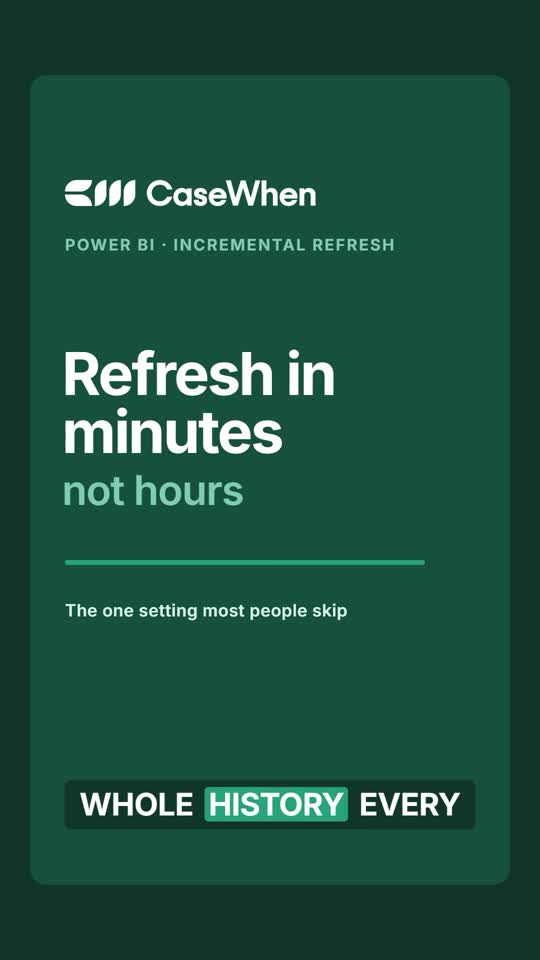 CaseWhen
POWER BI · INCREMENTAL REFRESH
Refresh in
minutes
not hours
The one setting most people skip
WHOLE HISTORY EVERY